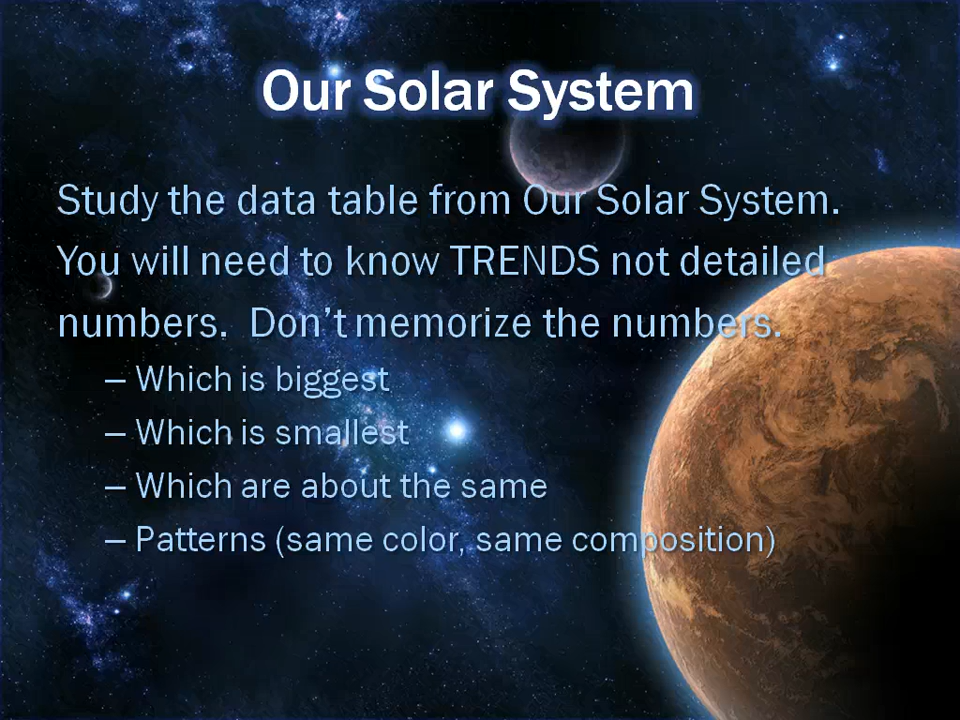 Our Solar System
Study the data table from Our Solar System.
You will need to know TRENDS not detailed
numbers.  Don’t memorize the numbers.
– Which is biggest
– Which is smallest
– Which are about the same
– Patterns (same color, same composition)